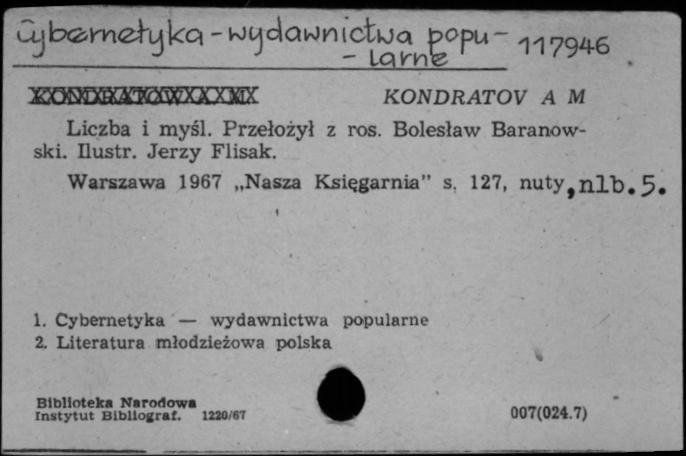 Cybernetyka - wydawnictwa popu-
- larne
117946
KONDRATOW A. M. KONDRATOV A M
Liczba i myśl. Przełożył z ros. Bolesław Baranow-
ski. Ilustr. Jerzy Flisak.
Warszawa 1967 „Nasza Księgarnia" s. 127, nuty, nlb. 5.
1. Cybernetyka — wydawnictwa popularne
2. Literatura młodzieżowa polska
Biblioteka Narodowa
Instytut Bibliograf. 1220/67
007(024.7)